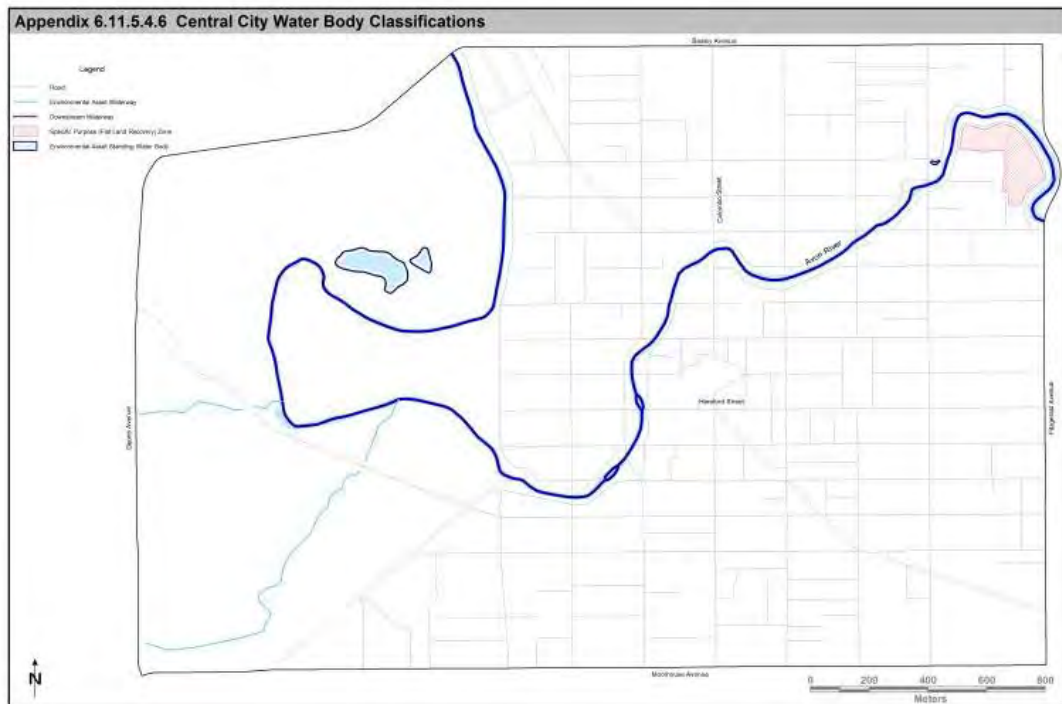 Appendix 6.11.5.4.6 Central City Water Body Classifications
Bealey Avenue
Legend
Road
Environmental Asset Waterway
Downstream Waterway
Specific Purpose (Flat Land Recovery) Zone
Environmental Asset Standing Water Body
Colombo Street
Avon River
Hereford Street
Deans Avenue
Fitzgerald Avenue
Moorhouse Avenue
N
0 200 400 600 800
Meters